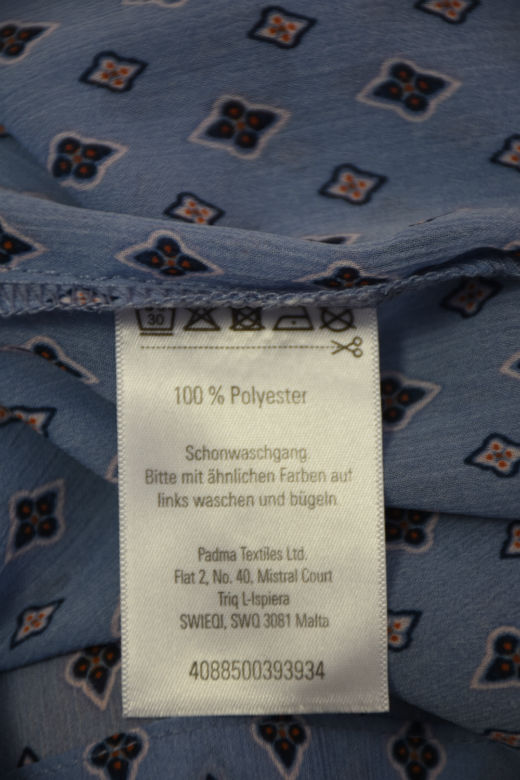 30
100 % Polyester
Schonwaschgang.
Bitte mit ähnlichen Farben auf
links waschen und bügeln.
Padma Textiles Ltd.
Flat 2, No. 40, Mistral Court
Triq L-Ispiera
SWIEQI, SWQ 3081 Malta
4088500393934